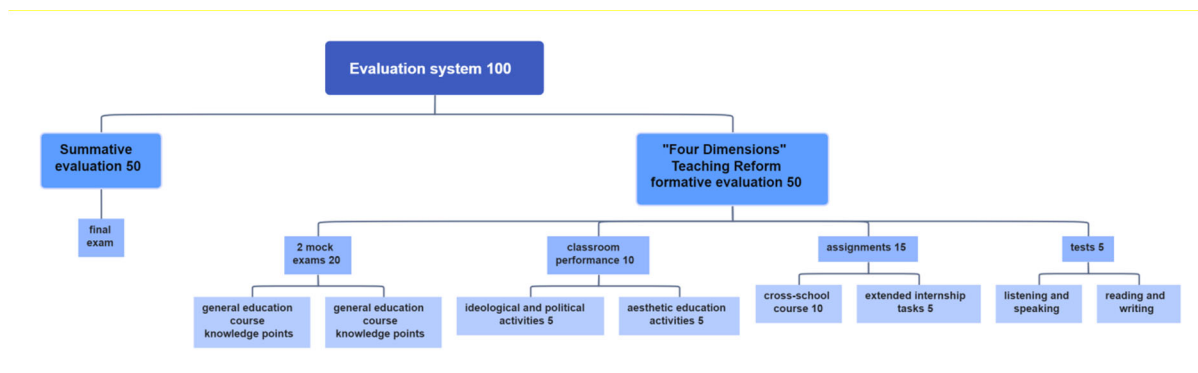 Evaluation system 100
Summative
evaluation 50
"Four Dimensions"
Teaching Reform
formative evaluation 50
final
exam
2 mock
exams 20
classroom
performance 10
assignments 15
tests 5
general education
course
knowledge points
general education
course
knowledge points
ideological and political
activities 5
aesthetic education
activities 5
cross-school
course 10
extended internship
tasks 5
listening and
speaking
reading and
writing